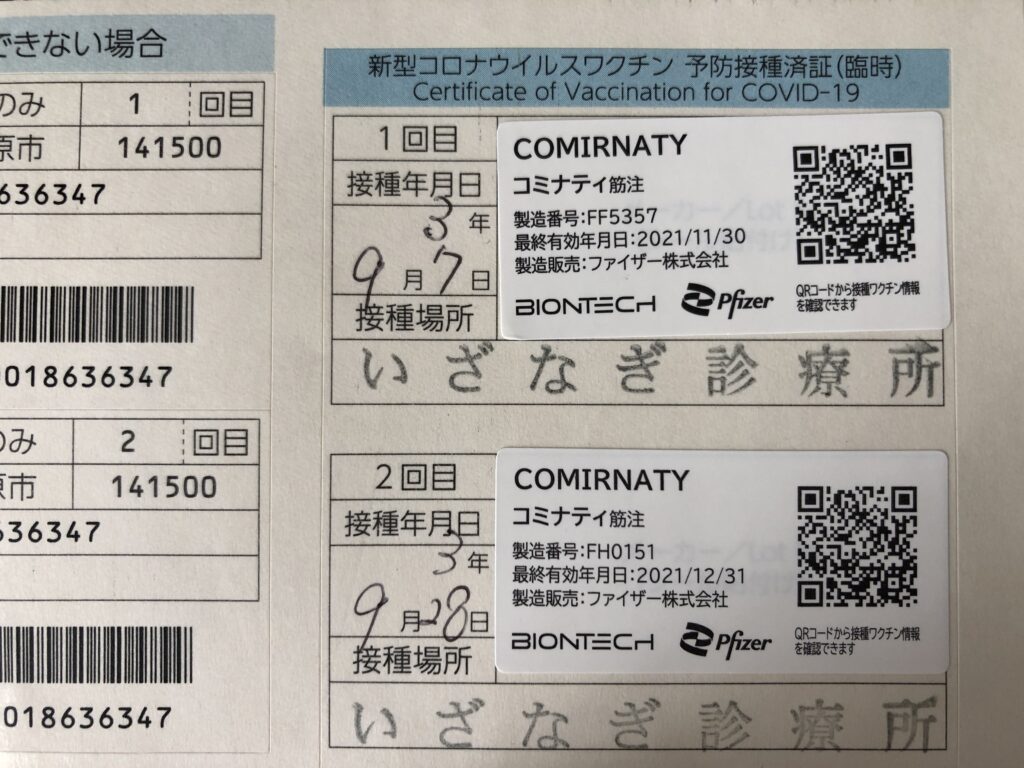 できない場合
のみ 1 回目
原市 141500
636347
0018636347
のみ 2 回目
原市 141500
636347
0018636347
新型コロナウイルスワクチン 予防接種済証(臨時)
Certificate of Vaccination for COVID-19
1回目
接種年月日
3年
9月7日
接種場所
いざなぎ診療所
COMIRNATY
コミナティ筋注
製造番号:FF5357
最終有効年月日:2021/11/30
製造販売:ファイザー株式会社
BIONTECH Pfizer
QRコードから接種ワクチン情報
を確認できます
2回目
接種年月日
3年
9月28日
接種場所
いざなぎ診療所
COMIRNATY
コミナティ筋注
製造番号:FH0151
最終有効年月日:2021/12/31
製造販売:ファイザー株式会社
BIONTECH Pfizer
QRコードから接種ワクチン情報
を確認できます